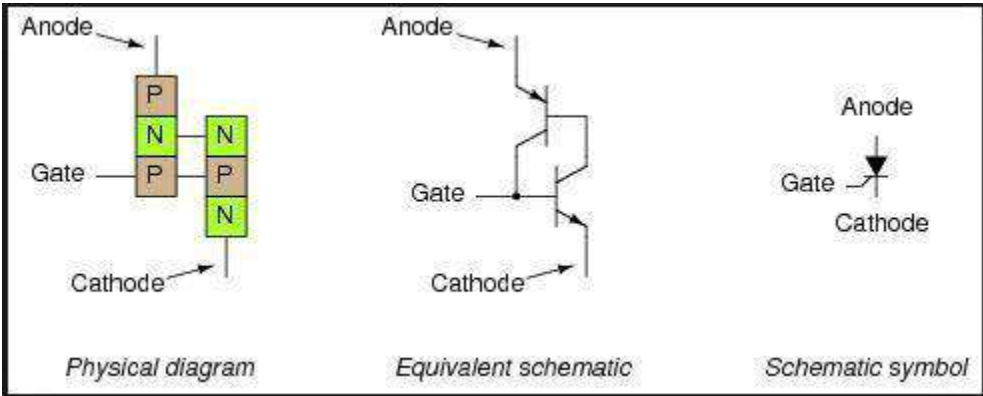 Anode
P
N
N
Gate
P
P
N
Cathode
Physical diagram
Anode
Gate
Cathode
Equivalent schematic
Anode
Gate
Cathode
Schematic symbol